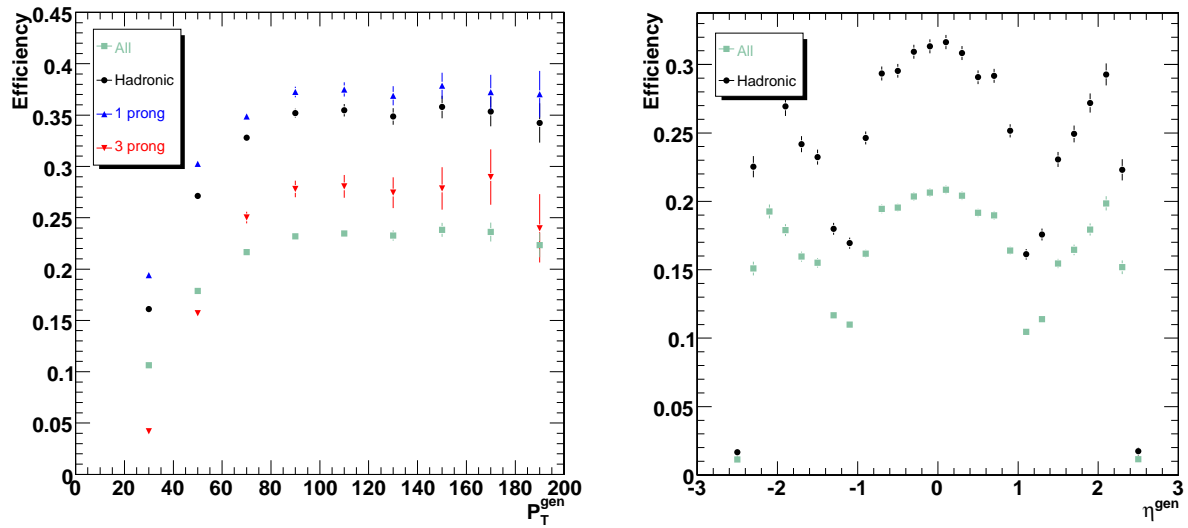 Efficiency
0.45
0.4
0.35
0.3
0.25
0.2
0.15
0.1
0.05
0
All
Hadronic
1 prong
3 prong
0 20 40 60 80 100 120 140 160 180 200
P_T^gen
Efficiency
0.3
0.25
0.2
0.15
0.1
0.05
0
All
Hadronic
-3 -2 -1 0 1 2 3
η^gen